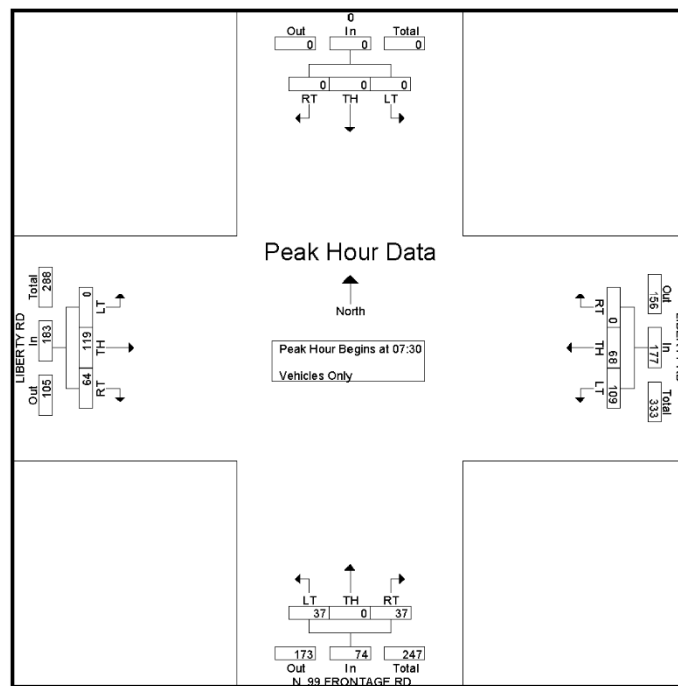 0
Out In Total
0 0 0
0 0 0
RT TH LT
Peak Hour Data
North
Peak Hour Begins at 07:30
Vehicles Only
LIBERTY RD
Out In Total
105 183 288
64 119 0
RT TH LT
Out In Total
156 177 333
0 68 109
RT TH LT
LT TH RT
37 0 37
173 74 247
Out In Total
N 99 FRONTAGE RD